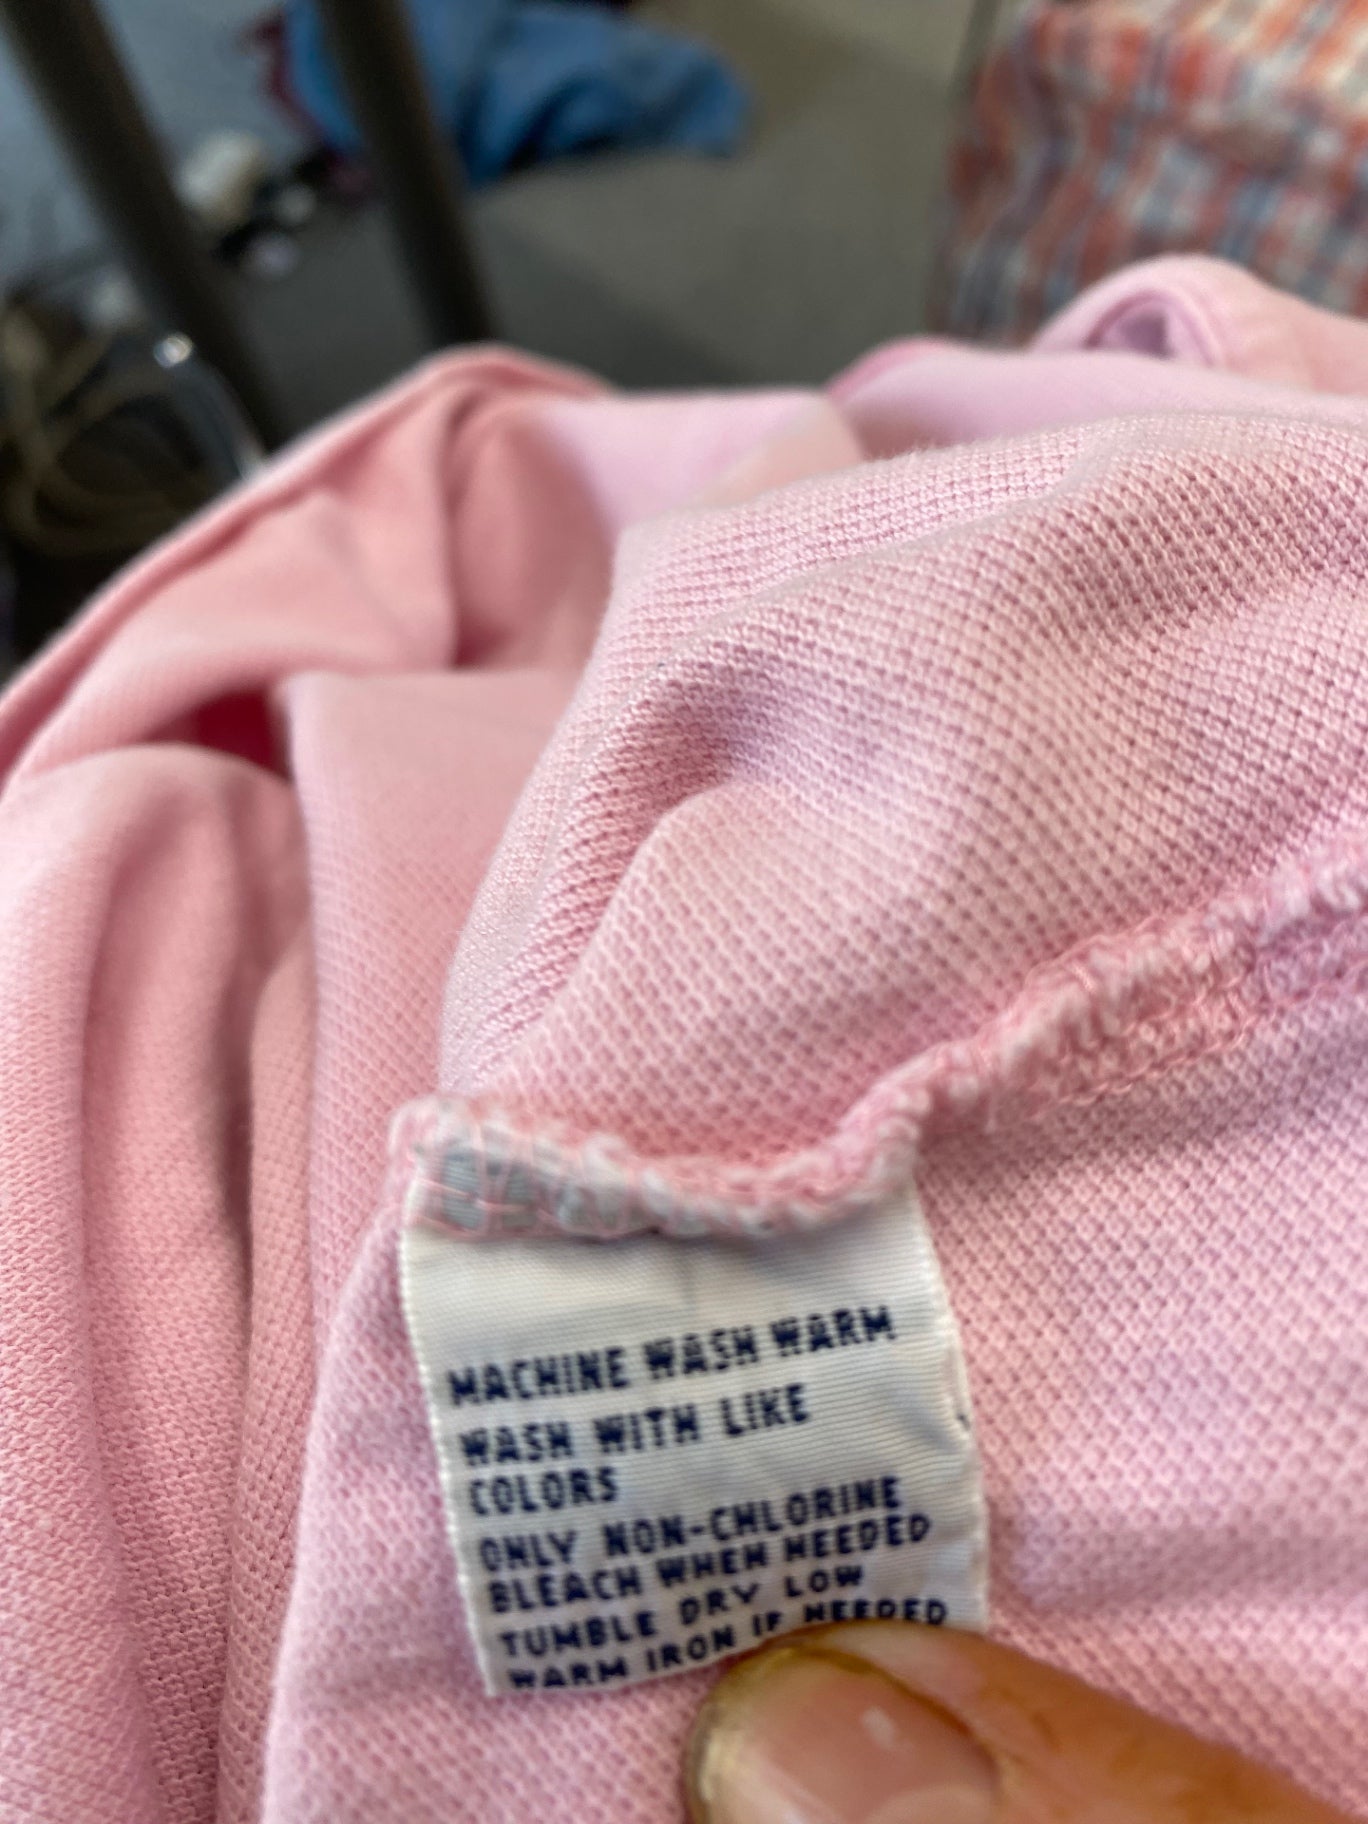 MACHINE WASH WARM
WASH WITH LIKE
COLORS
ONLY NON-CHLORINE
BLEACH WHEN NEEDED
TUMBLE DRY LOW
WARM IRON IF NEEDED